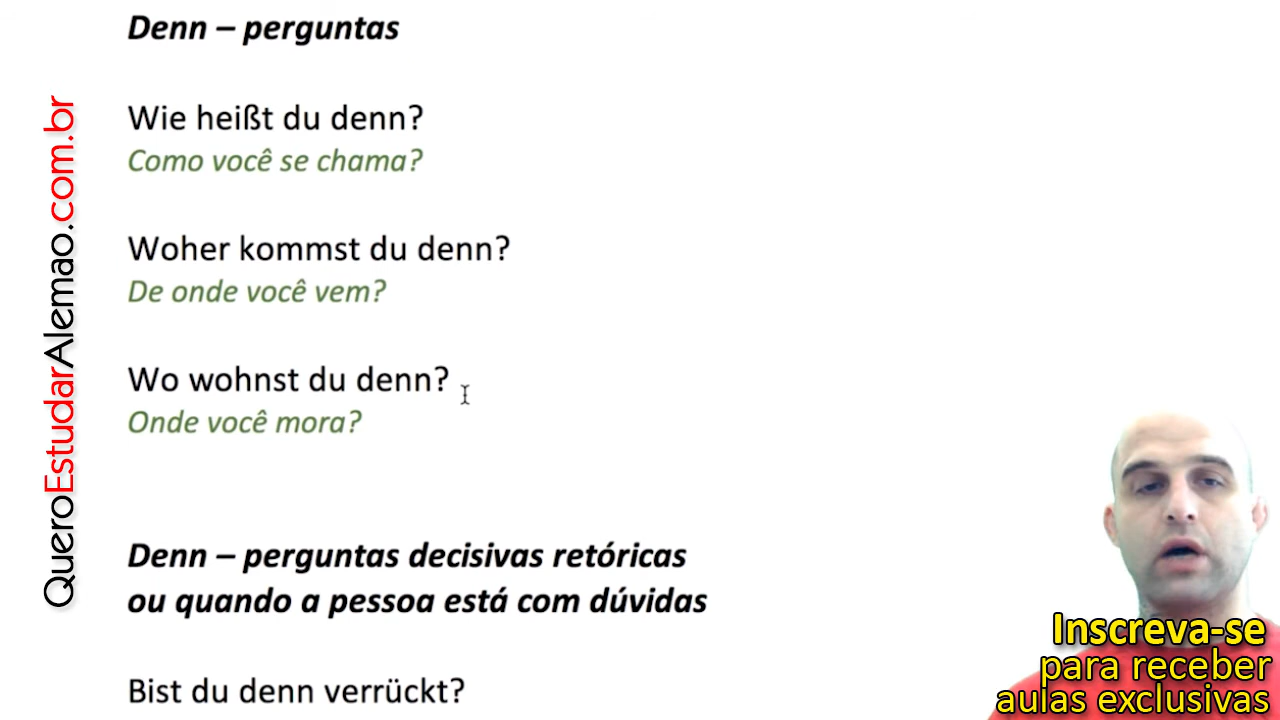 Denn – perguntas
Wie heißt du denn?
Como você se chama?
Woher kommst du denn?
De onde você vem?
Wo wohnst du denn?
Onde você mora?
Denn – perguntas decisivas retóricas
ou quando a pessoa está com dúvidas
Bist du denn verrückt?
QueroEstudarAlemao.com.br
Inscreva-se
para receber
aulas exclusivas